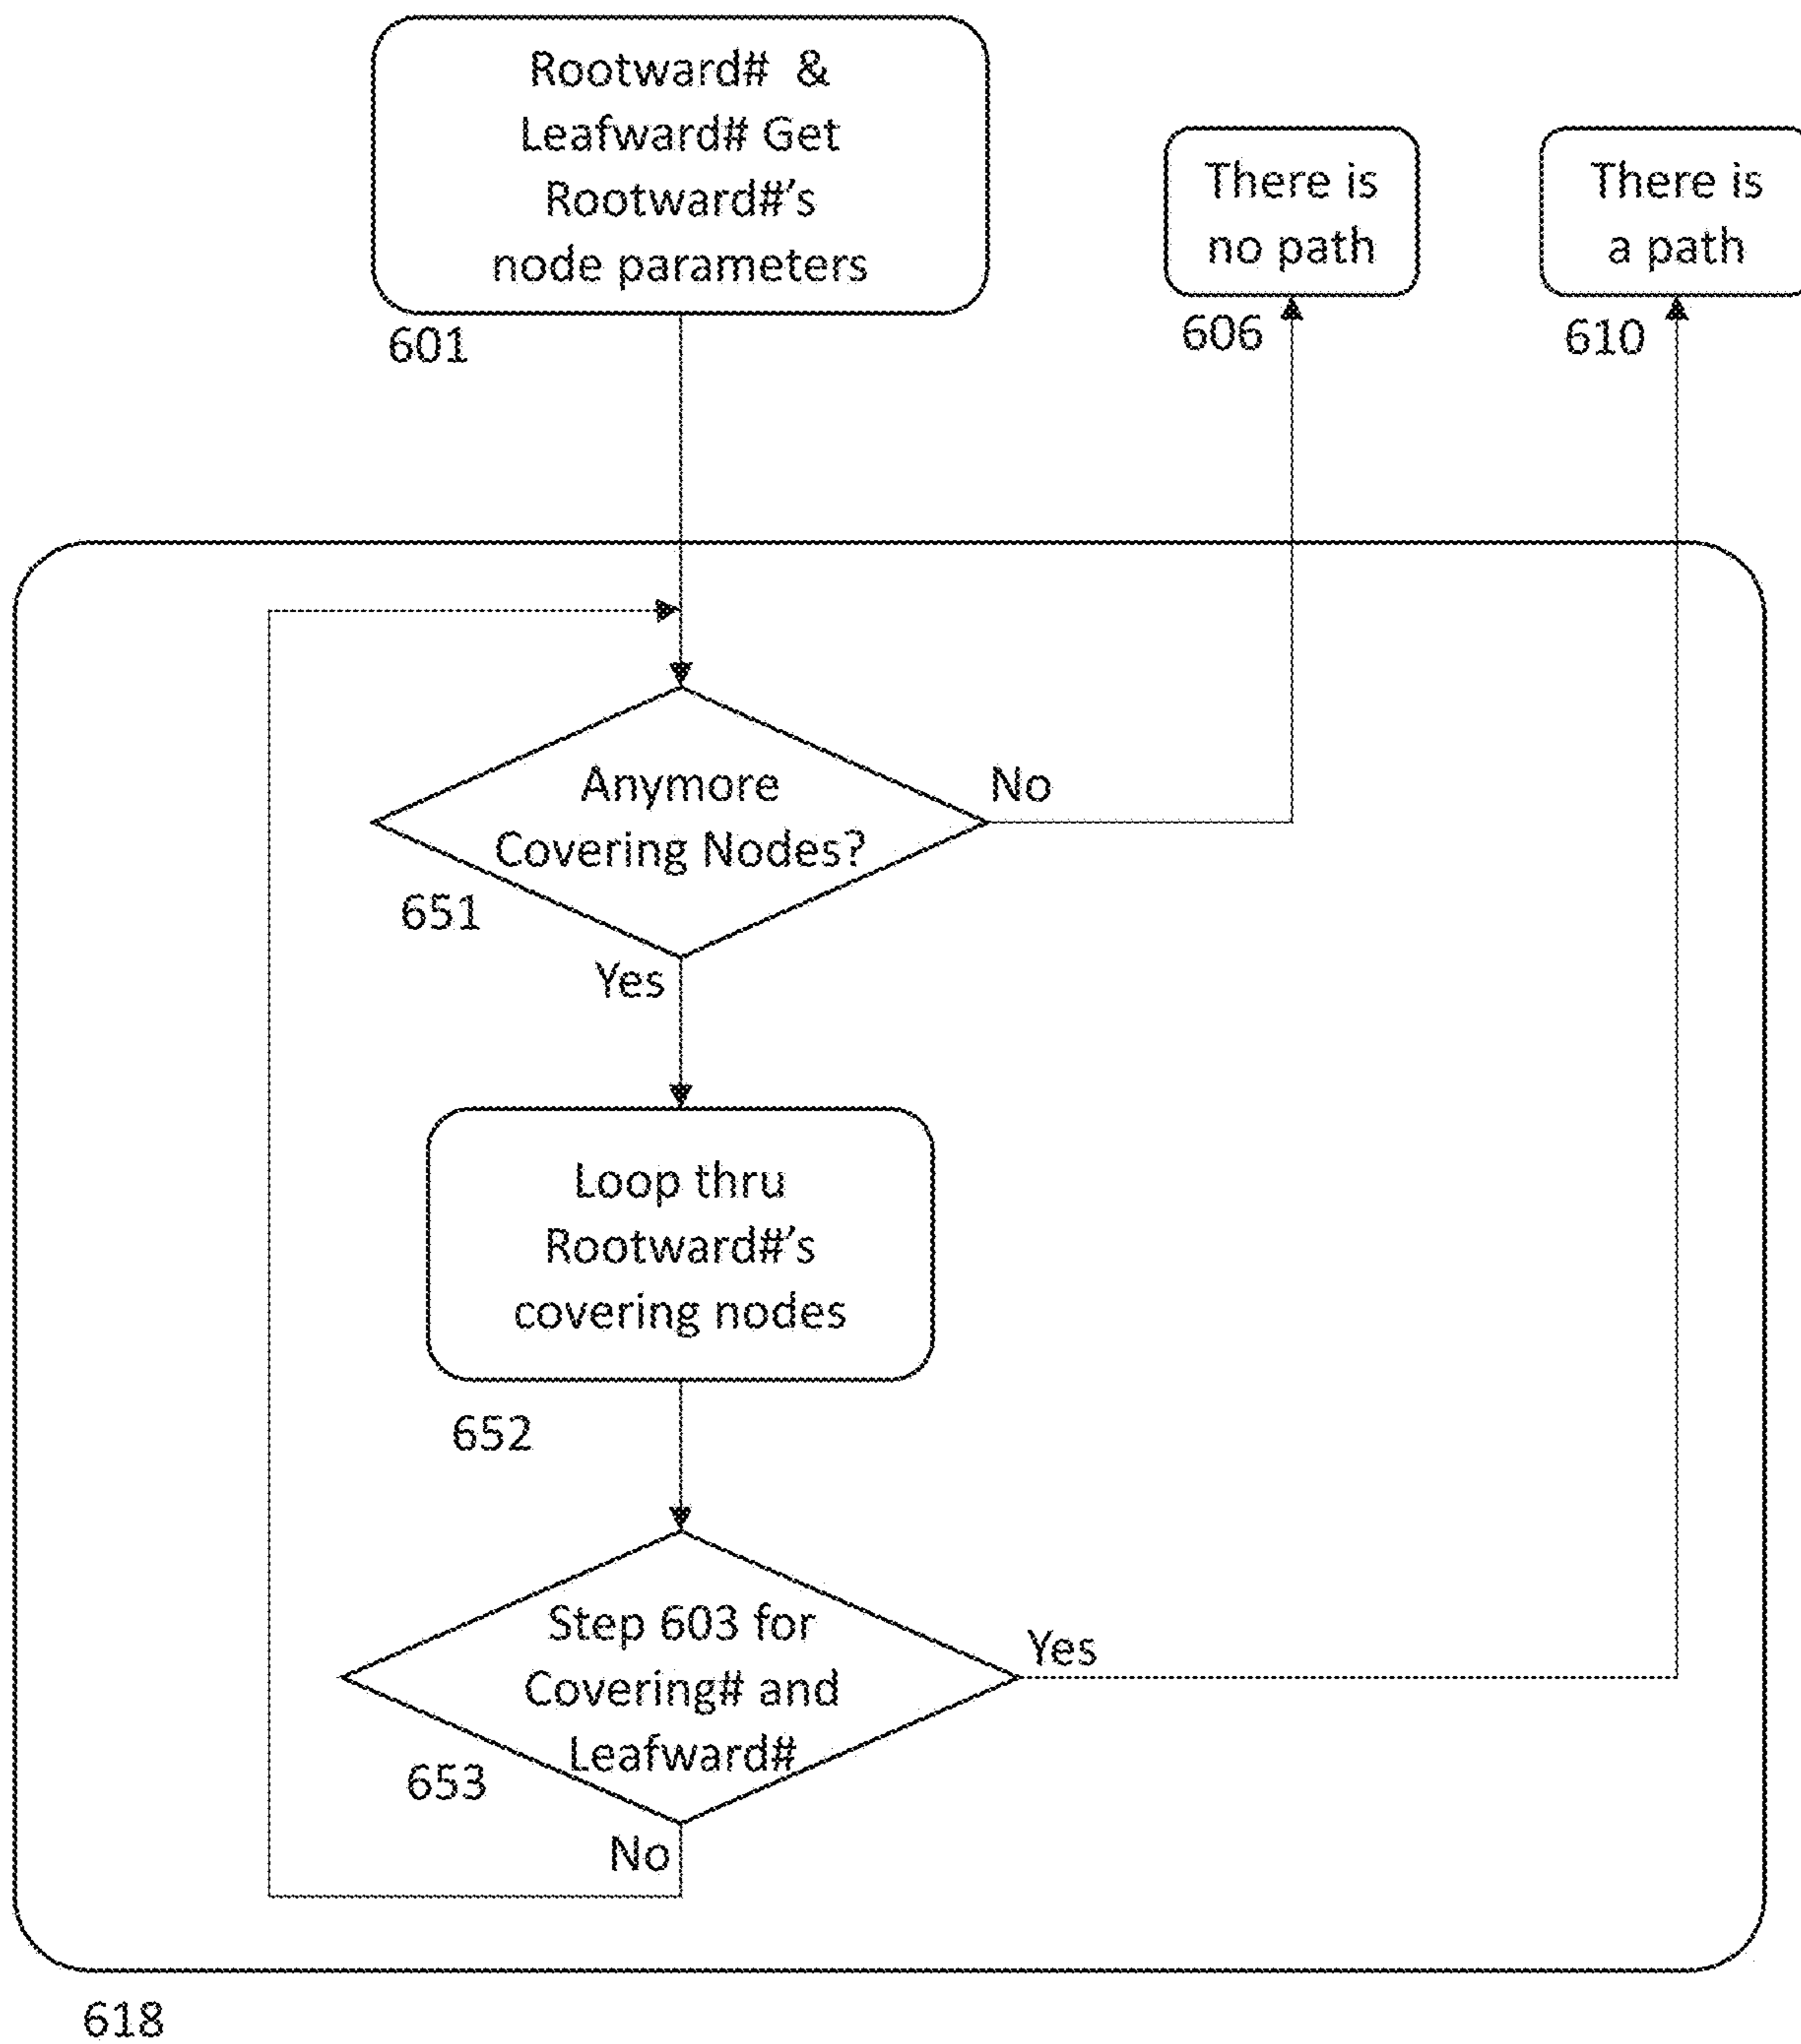 Rootward# &
Leafward# Get
Rootward#'s
node parameters
601
There is
no path
606
There is
a path
610
Anymore
Covering Nodes?
651
No
Yes
Loop thru
Rootward#'s
covering nodes
652
Step 603 for
Covering# and
Leafward#
653
Yes
No
618